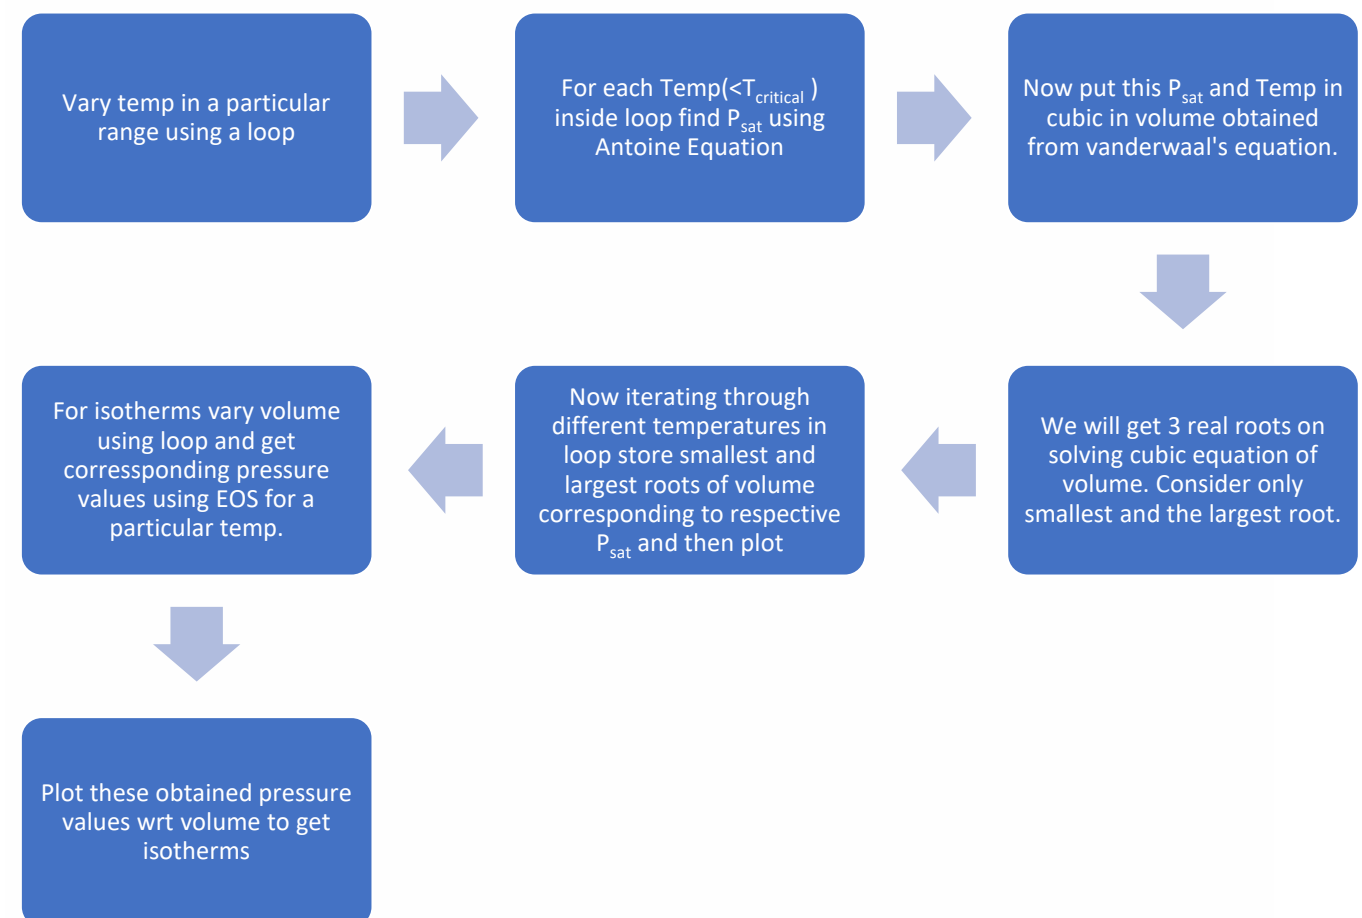 Vary temp in a particular
range using a loop
For each Temp(<Tcritical )
inside loop find Psat using
Antoine Equation
Now put this Psat and Temp in
cubic in volume obtained
from vanderwaal's equation.
We will get 3 real roots on
solving cubic equation of
volume. Consider only
smallest and the largest root.
Now iterating through
different temperatures in
loop store smallest and
largest roots of volume
corresponding to respective
Psat and then plot
For isotherms vary volume
using loop and get
corressponding pressure
values using EOS for a
particular temp.
Plot these obtained pressure
values wrt volume to get
isotherms